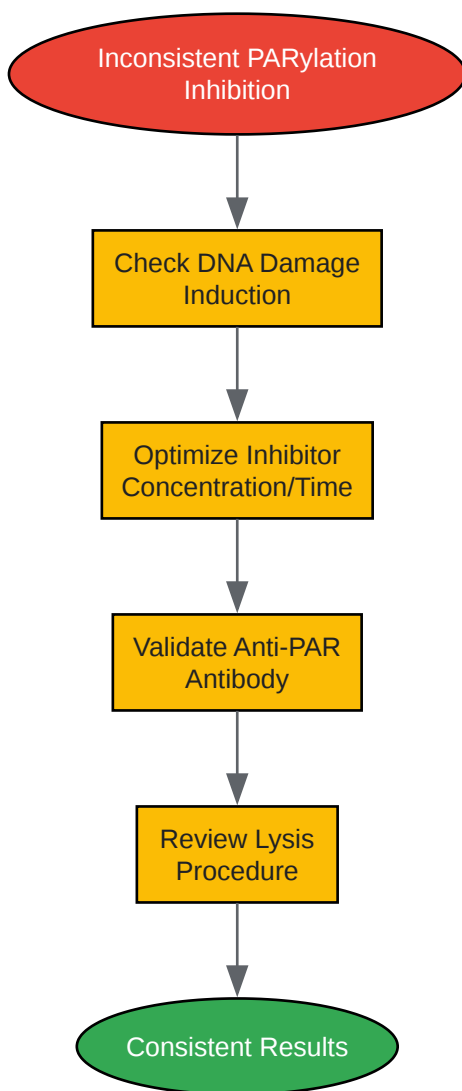 Inconsistent PARylation
Inhibition
Check DNA Damage
Induction
Optimize Inhibitor
Concentration/Time
Validate Anti-PAR
Antibody
Review Lysis
Procedure
Consistent Results